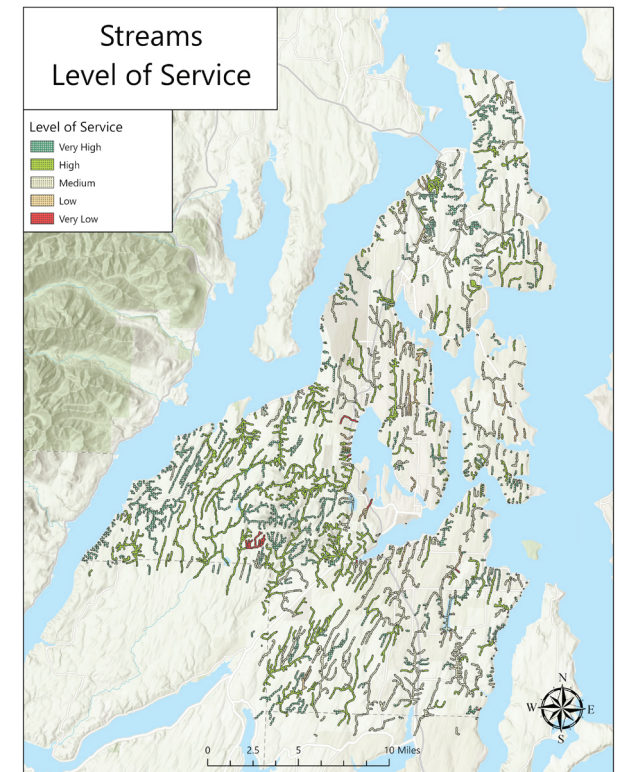 Streams
Level of Service
Level of Service
Very High
High
Medium
Low
Very Low
N
W
E
S
0
2.5
5
10 Miles